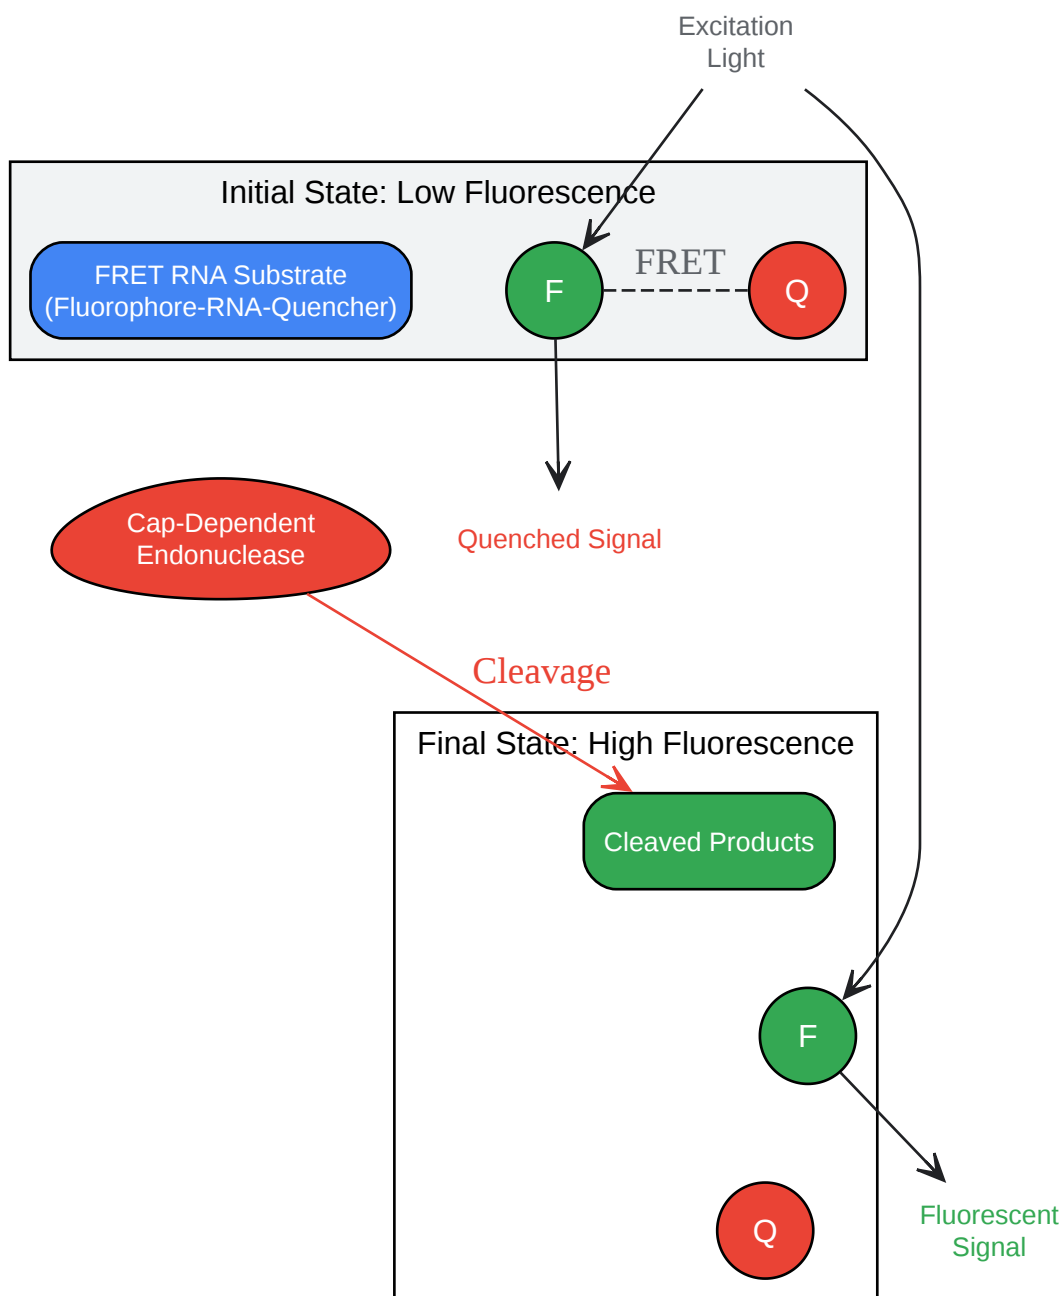 Excitation
Light
Initial State: Low Fluorescence
FRET RNA Substrate
(Fluorophore-RNA-Quencher)
F
FRET
Q
Cap-Dependent
Endonuclease
Quenched Signal
Cleavage
Final State: High Fluorescence
Cleaved Products
F
Q
Fluorescent
Signal